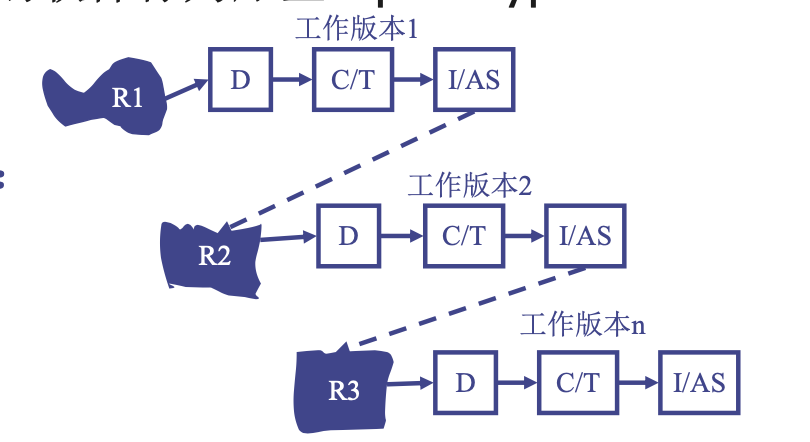 工作版本1
R1 D C/T I/AS
工作版本2
R2 D C/T I/AS
工作版本n
R3 D C/T I/AS